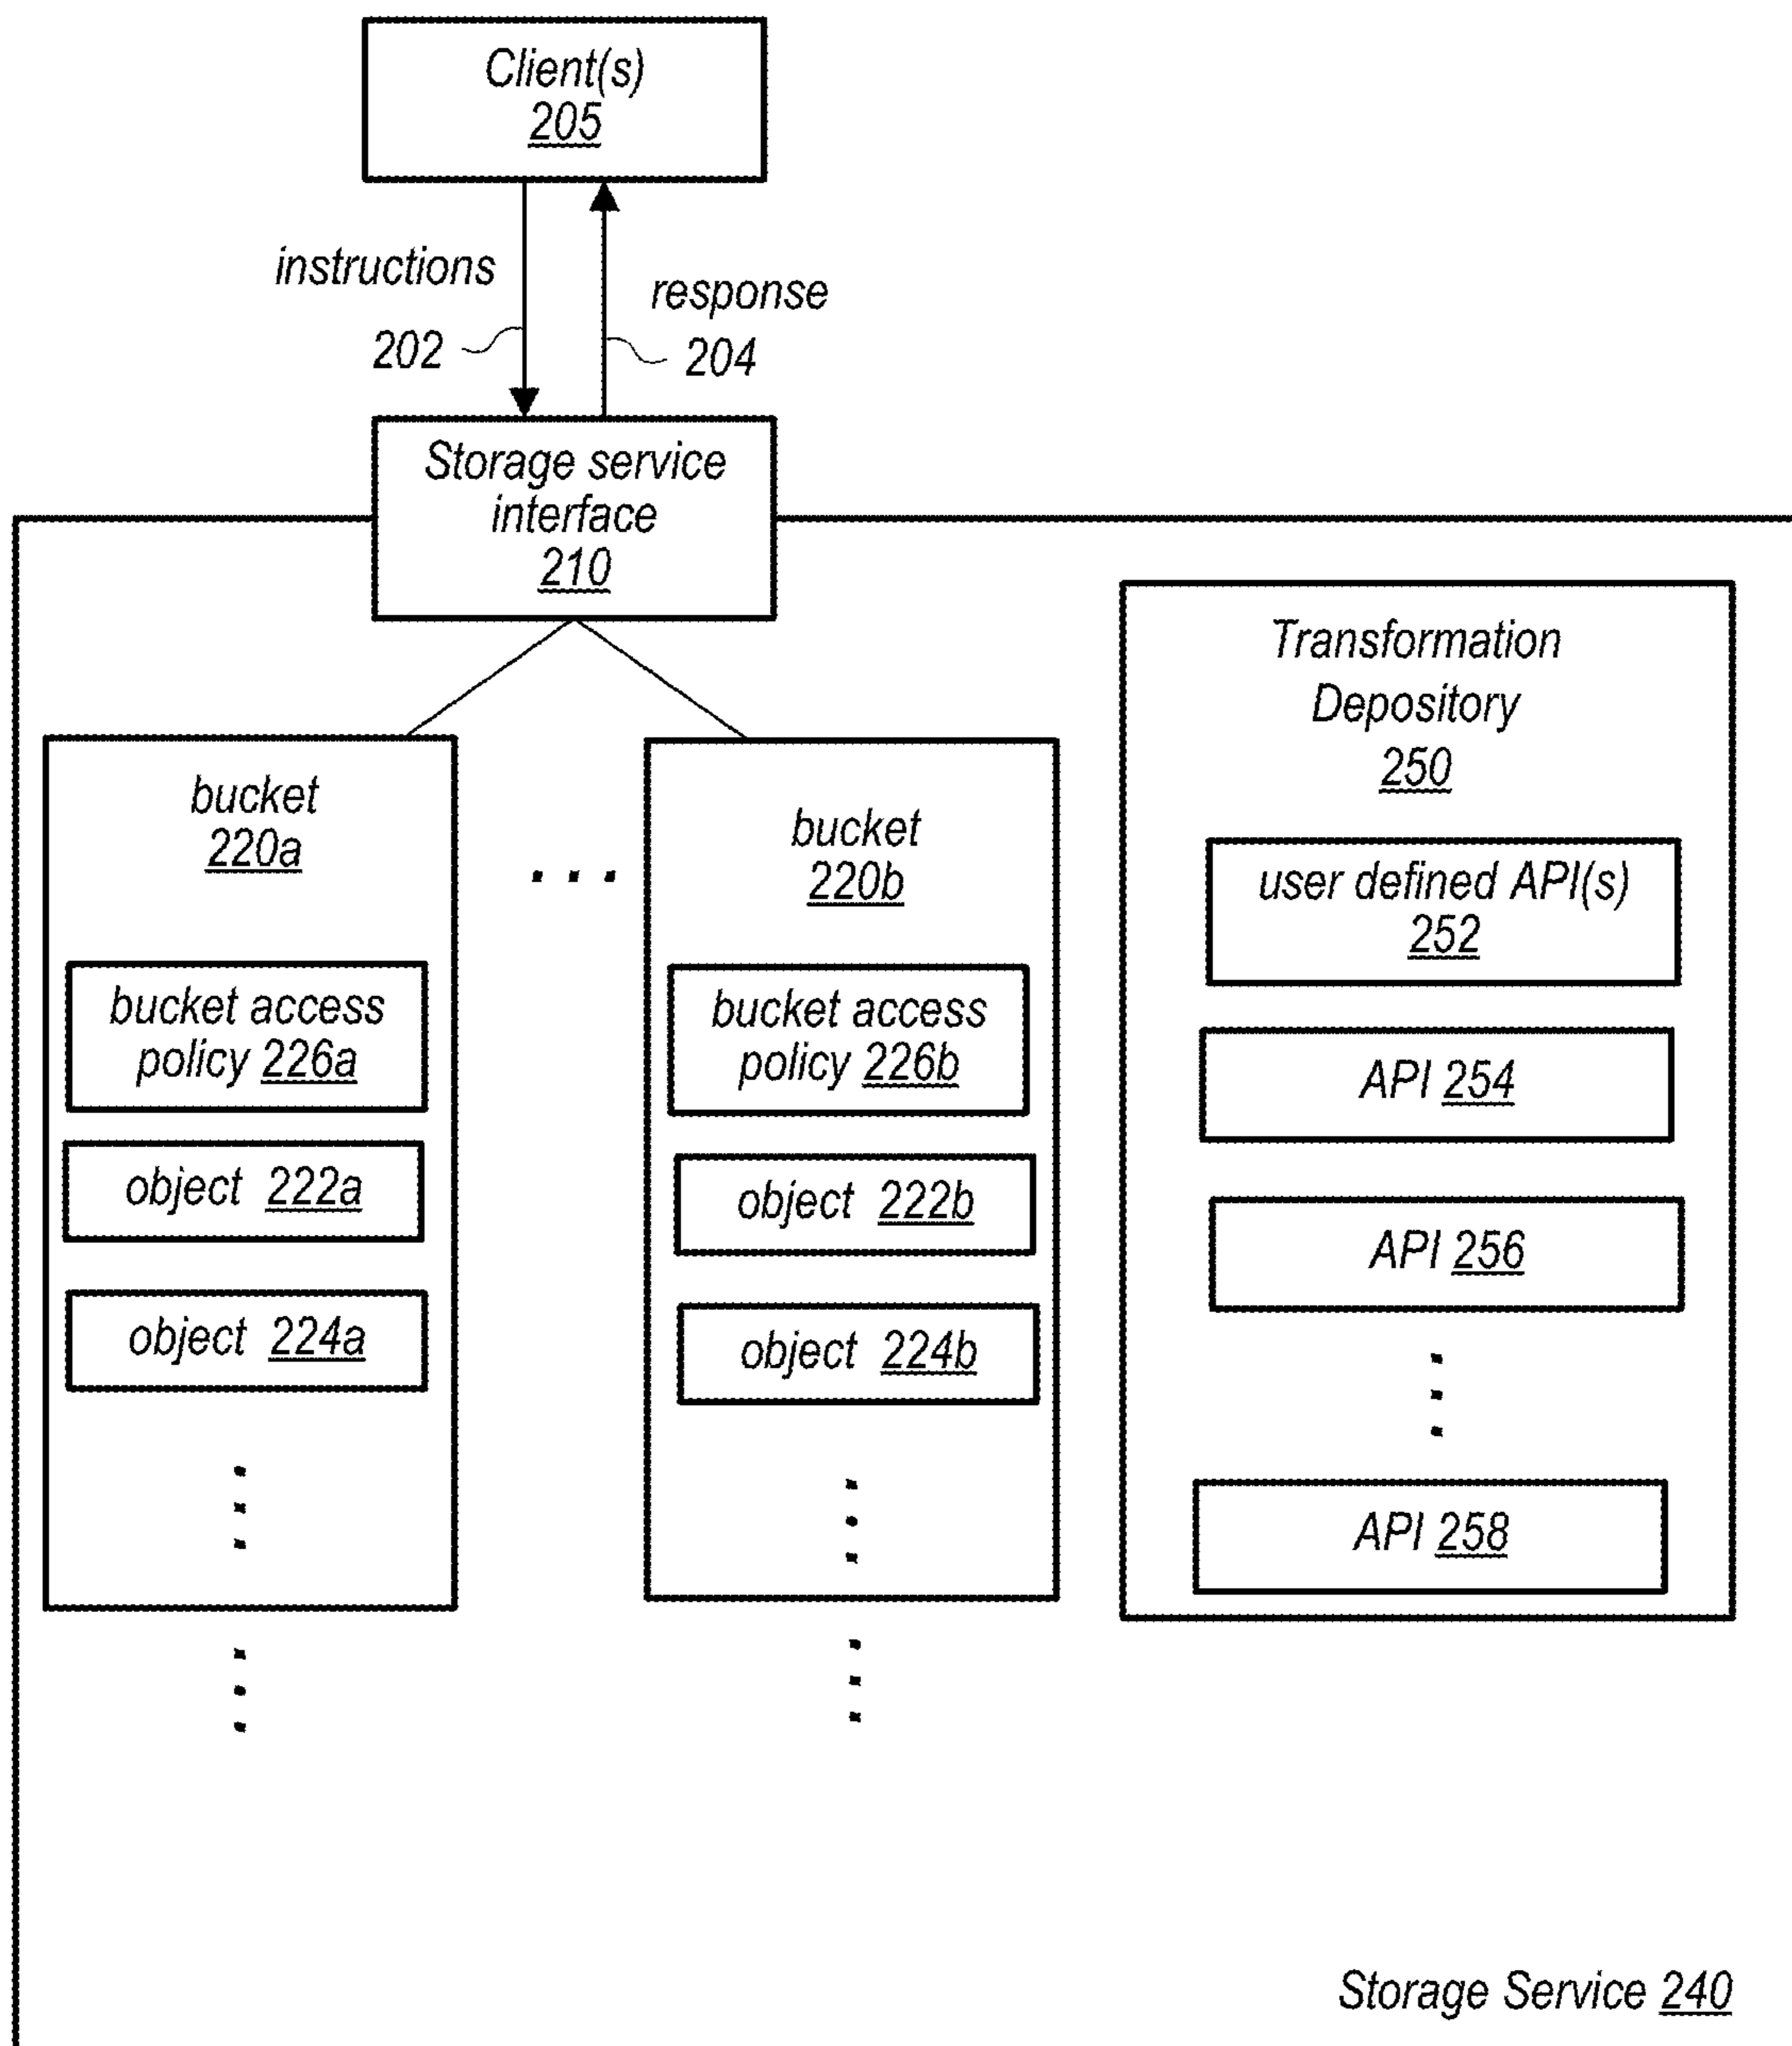 Client(s)
205
instructions
202
response
204
Storage service
interface
210
bucket
220a
bucket access
policy 226a
object 222a
object 224a
bucket
220b
bucket access
policy 226b
object 222b
object 224b
Transformation
Depository
250
user defined API(s)
252
API 254
API 256
API 258
Storage Service 240